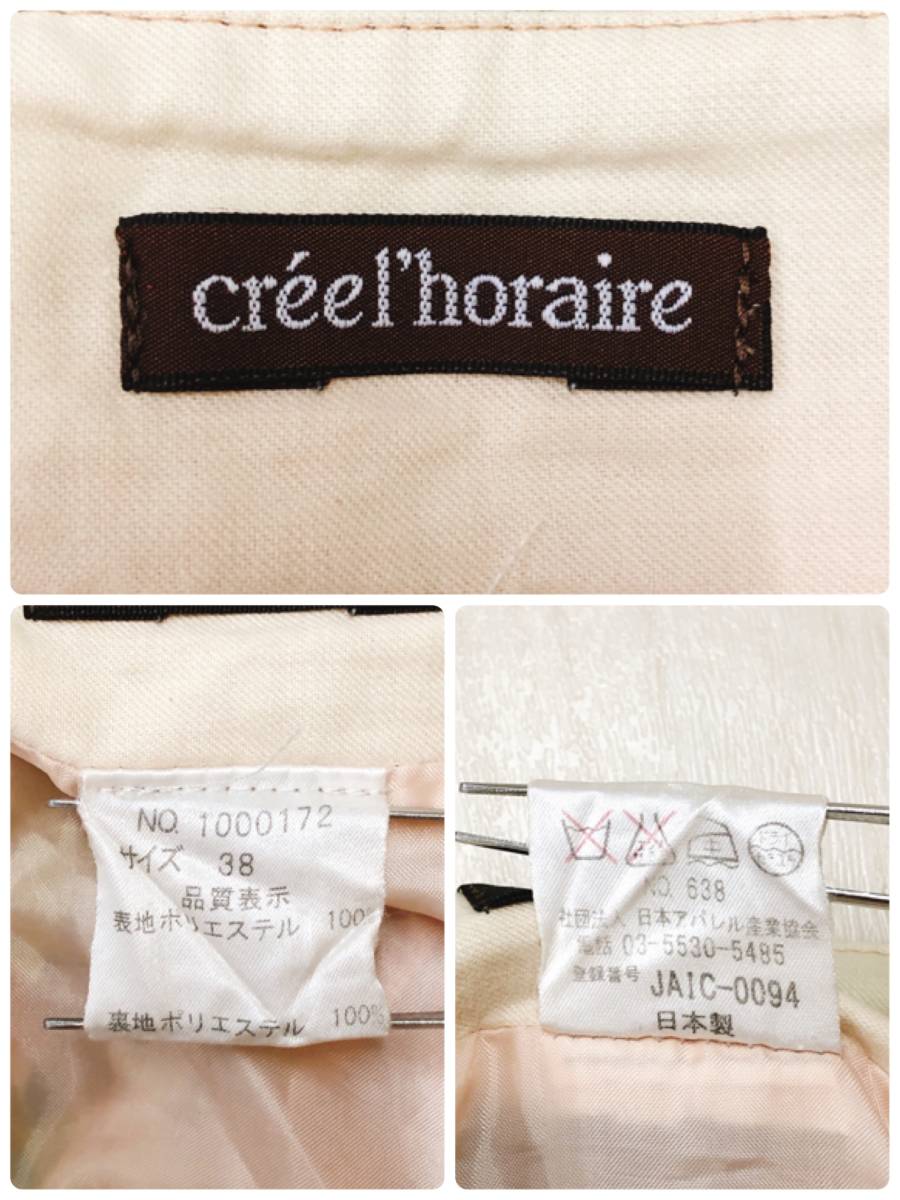 créel'horaire
NO. 1000172
サイズ 38
品質表示
表地ポリエステル 100%
裏地ポリエステル 100%
NO. 638
社団法人 日本アパレル産業協会
電話 03-5530-5485
登録番号 JAIC-0094
日本製